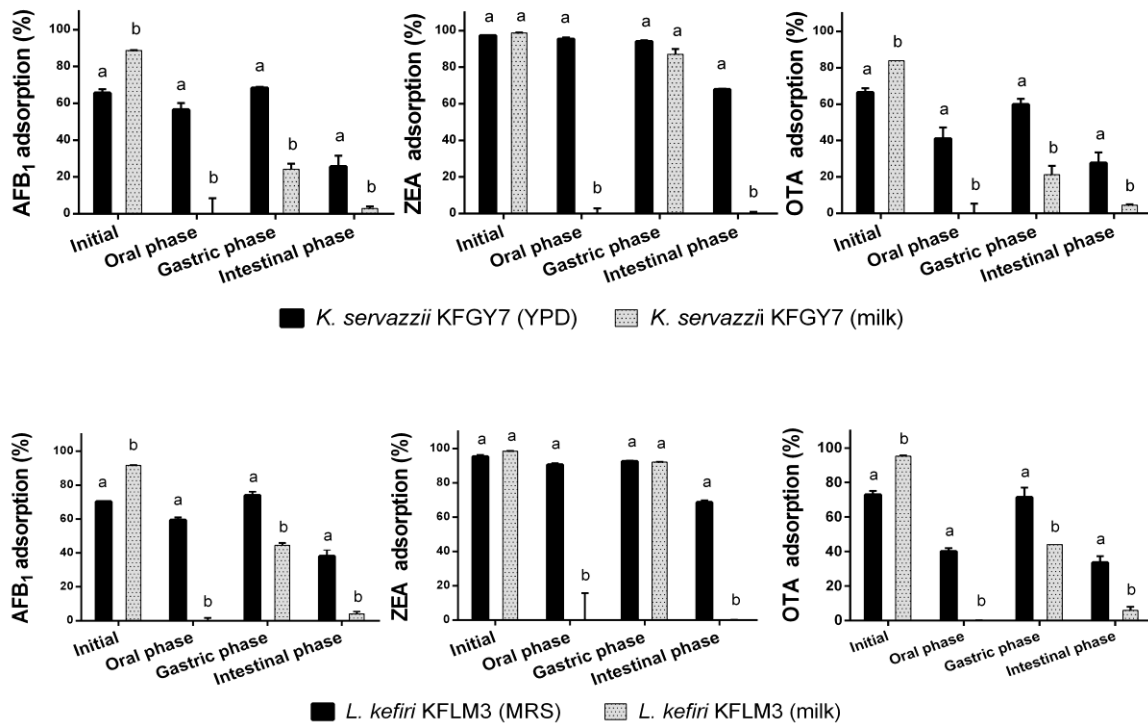 AFB1 adsorption (%)
100
80
60
40
20
0
a
b
a
b
a
b
a
b
Initial
Oral phase
Gastric phase
Intestinal phase
ZEA adsorption (%)
100
80
60
40
20
0
a
a
a
b
a
a
a
b
Initial
Oral phase
Gastric phase
Intestinal phase
OTA adsorption (%)
100
80
60
40
20
0
a
b
a
b
a
b
a
b
Initial
Oral phase
Gastric phase
Intestinal phase
K. servazzii KFGY7 (YPD)
K. servazzii KFGY7 (milk)
AFB1 adsorption (%)
100
80
60
40
20
0
a
b
a
b
a
b
a
b
Initial
Oral phase
Gastric phase
Intestinal phase
ZEA adsorption (%)
100
80
60
40
20
0
a
a
a
b
a
a
a
b
Initial
Oral phase
Gastric phase
Intestinal phase
OTA adsorption (%)
100
80
60
40
20
0
a
b
a
b
a
b
a
b
Initial
Oral phase
Gastric phase
Intestinal phase
L. kefiri KFLM3 (MRS)
L. kefiri KFLM3 (milk)